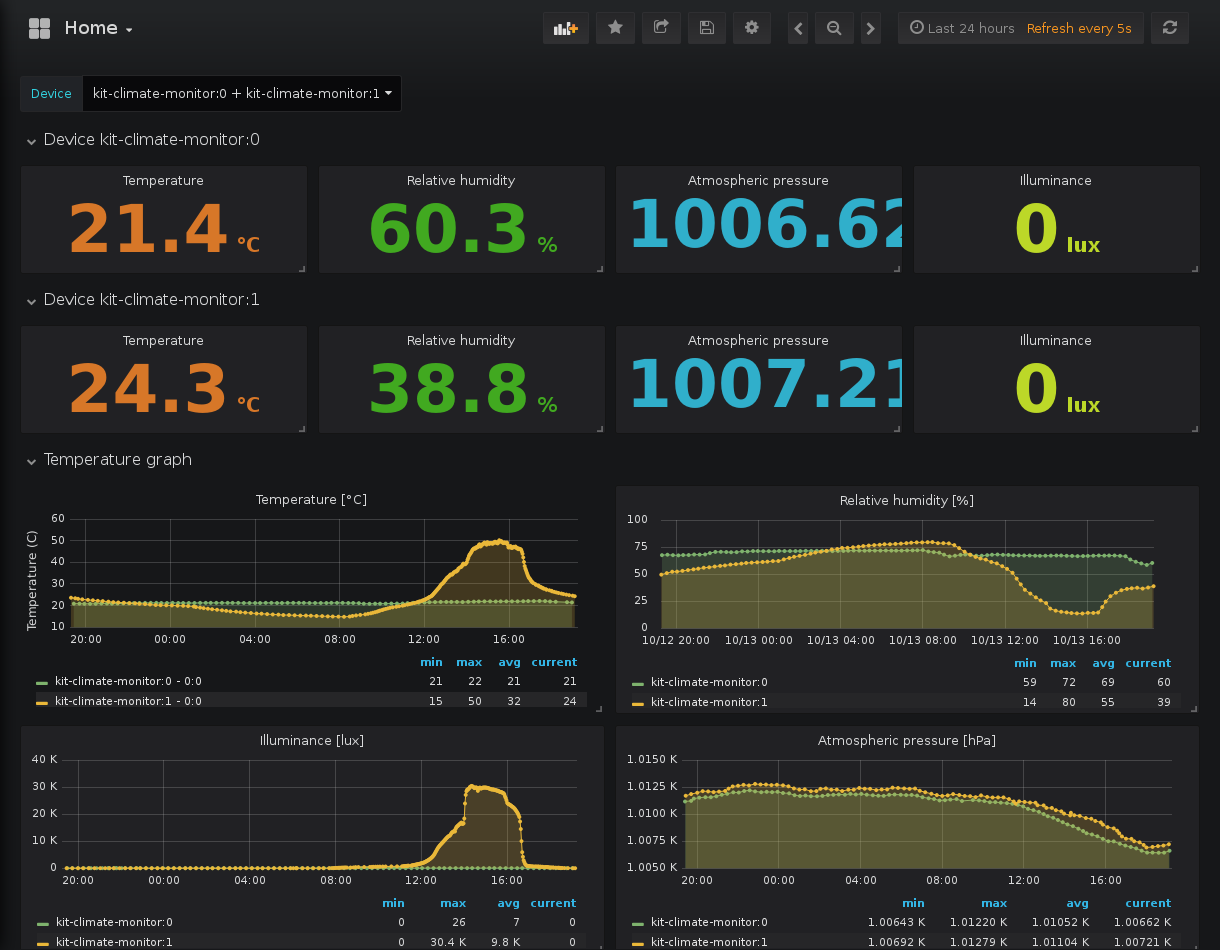 Home
Last 24 hours Refresh every 5s
Device kit-climate-monitor:0 + kit-climate-monitor:1
Device kit-climate-monitor:0
Temperature Relative humidity Atmospheric pressure Illuminance
21.4 °C 60.3 % 1006.62 0 lux
Device kit-climate-monitor:1
Temperature Relative humidity Atmospheric pressure Illuminance
24.3 °C 38.8 % 1007.21 0 lux
Temperature graph
Temperature [°C]
Temperature (C)
60
50
40
30
20
10
20:00 00:00 04:00 08:00 12:00 16:00
min max avg current
kit-climate-monitor:0 - 0:0 21 22 21 21
kit-climate-monitor:1 - 0:0 15 50 32 24
Relative humidity [%]
100
75
50
25
0
10/12 20:00 10/13 00:00 10/13 04:00 10/13 08:00 10/13 12:00 10/13 16:00
min max avg current
kit-climate-monitor:0 59 72 69 60
kit-climate-monitor:1 14 80 55 39
Illuminance [lux]
40 K
30 K
20 K
10 K
0
20:00 00:00 04:00 08:00 12:00 16:00
min max avg current
kit-climate-monitor:0 0 26 7 0
kit-climate-monitor:1 0 30.4 K 9.8 K 0
Atmospheric pressure [hPa]
1.0150 K
1.0125 K
1.0100 K
1.0075 K
1.0050 K
20:00 00:00 04:00 08:00 12:00 16:00
min max avg current
kit-climate-monitor:0 1.00643 K 1.01220 K 1.01052 K 1.00662 K
kit-climate-monitor:1 1.00692 K 1.01279 K 1.01104 K 1.00721 K